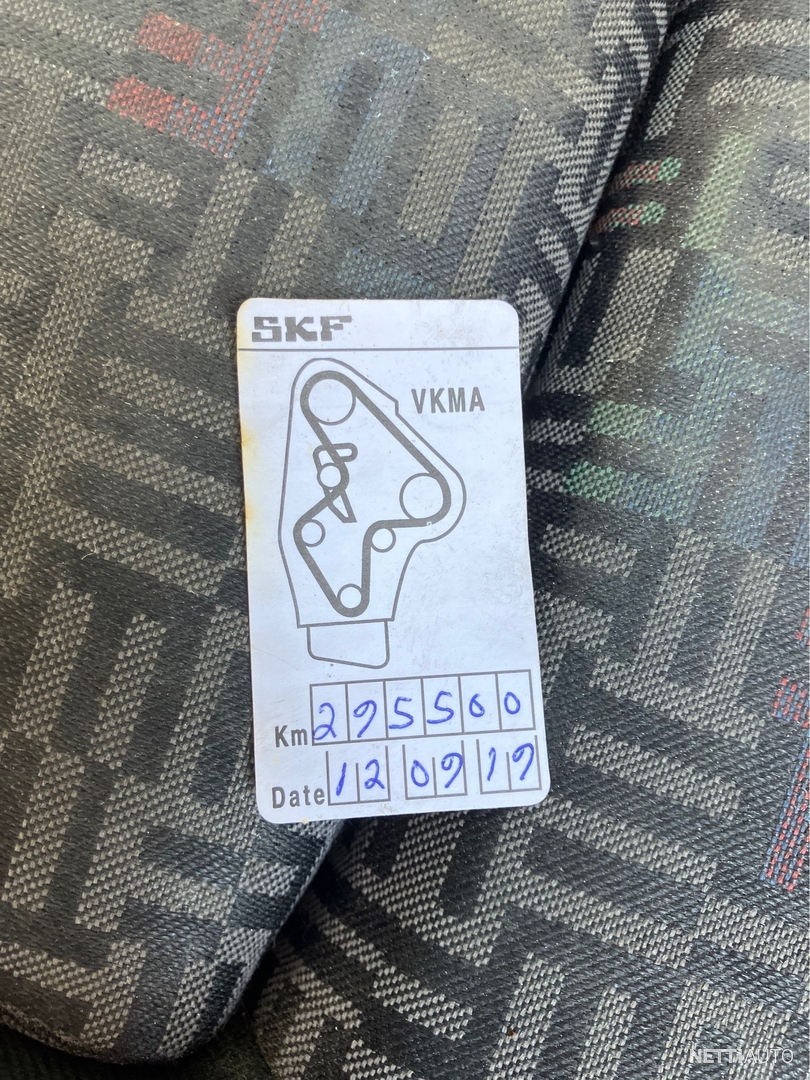 SKF
VKMA
Km 295500
Date 12 09 19
NETTIAUTO